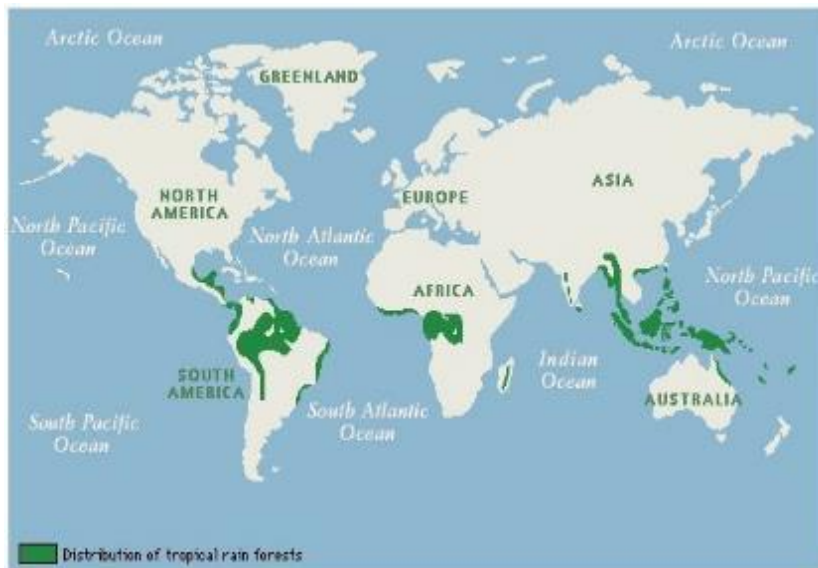 Arctic Ocean
Arctic Ocean
GREENLAND
NORTH
AMERICA
EUROPE
ASIA
North Pacific
Ocean
North Atlantic
Ocean
AFRICA
North Pacific
Ocean
Indian
Ocean
SOUTH
AMERICA
South Atlantic
Ocean
AUSTRALIA
South Pacific
Ocean
Distribution of tropical rain forests